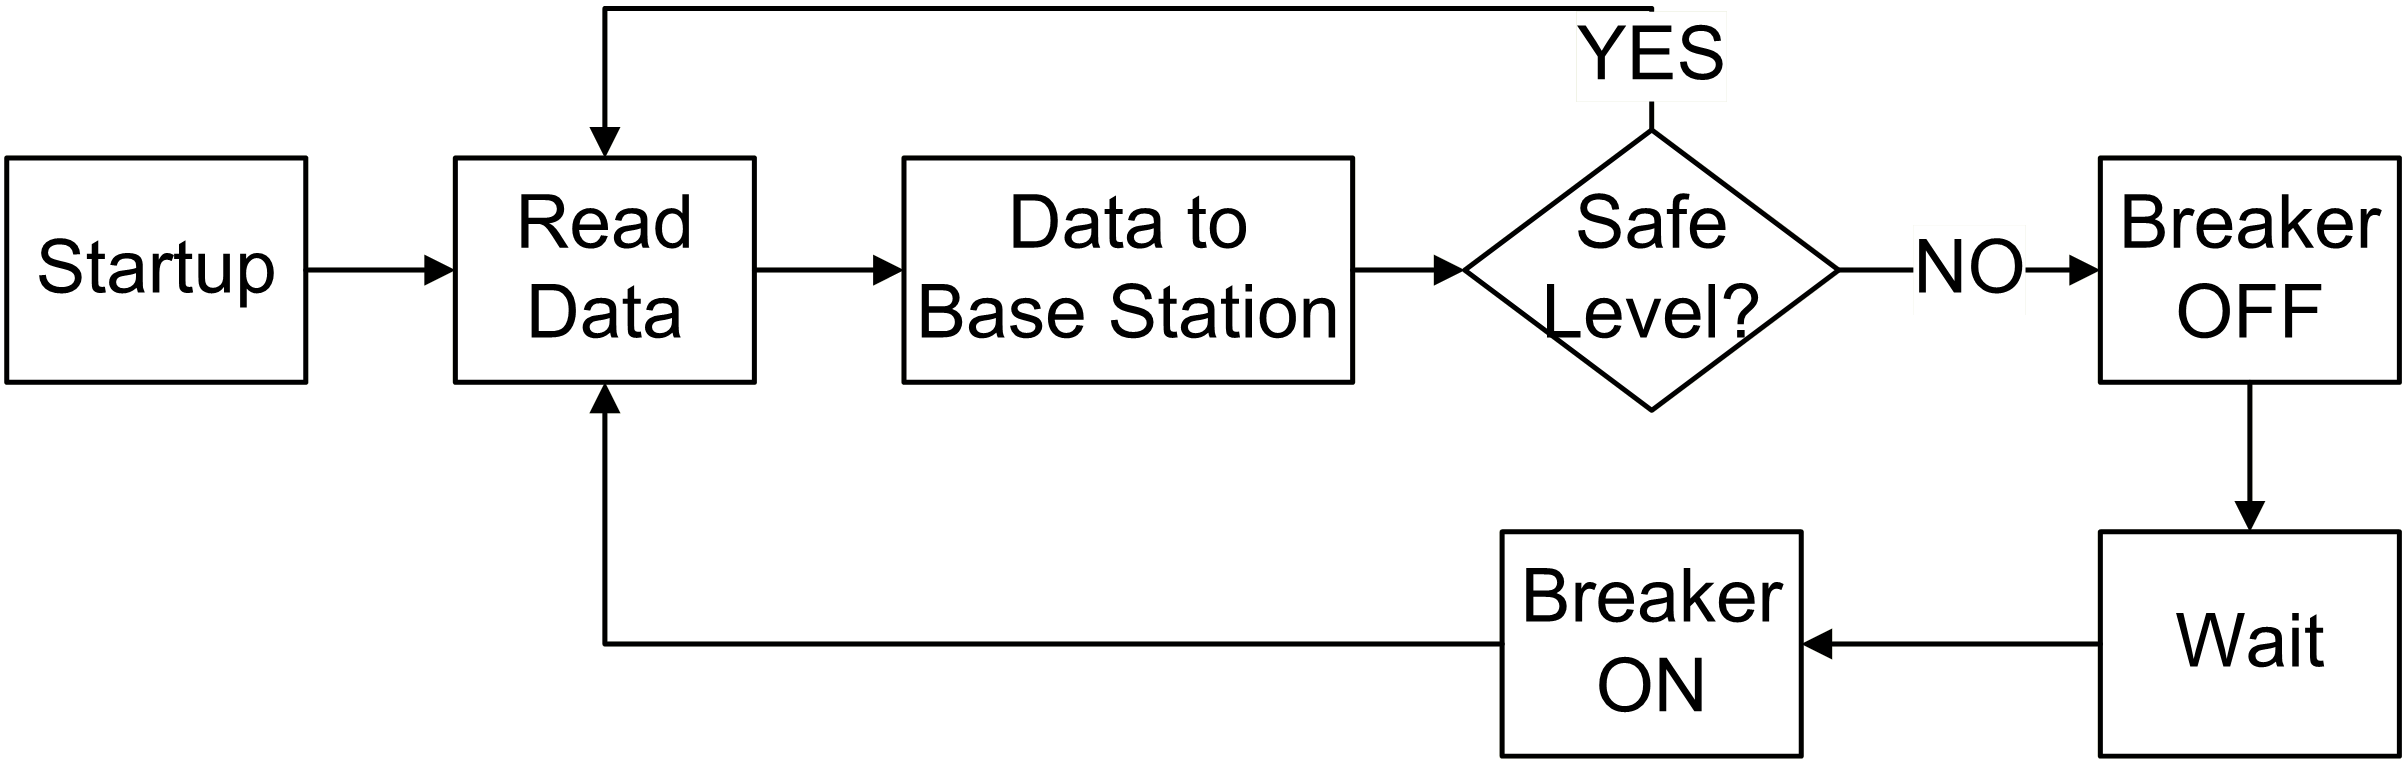 YES
Startup
Read
Data
Data to
Base Station
Safe
Level?
NO
Breaker
OFF
Breaker
ON
Wait